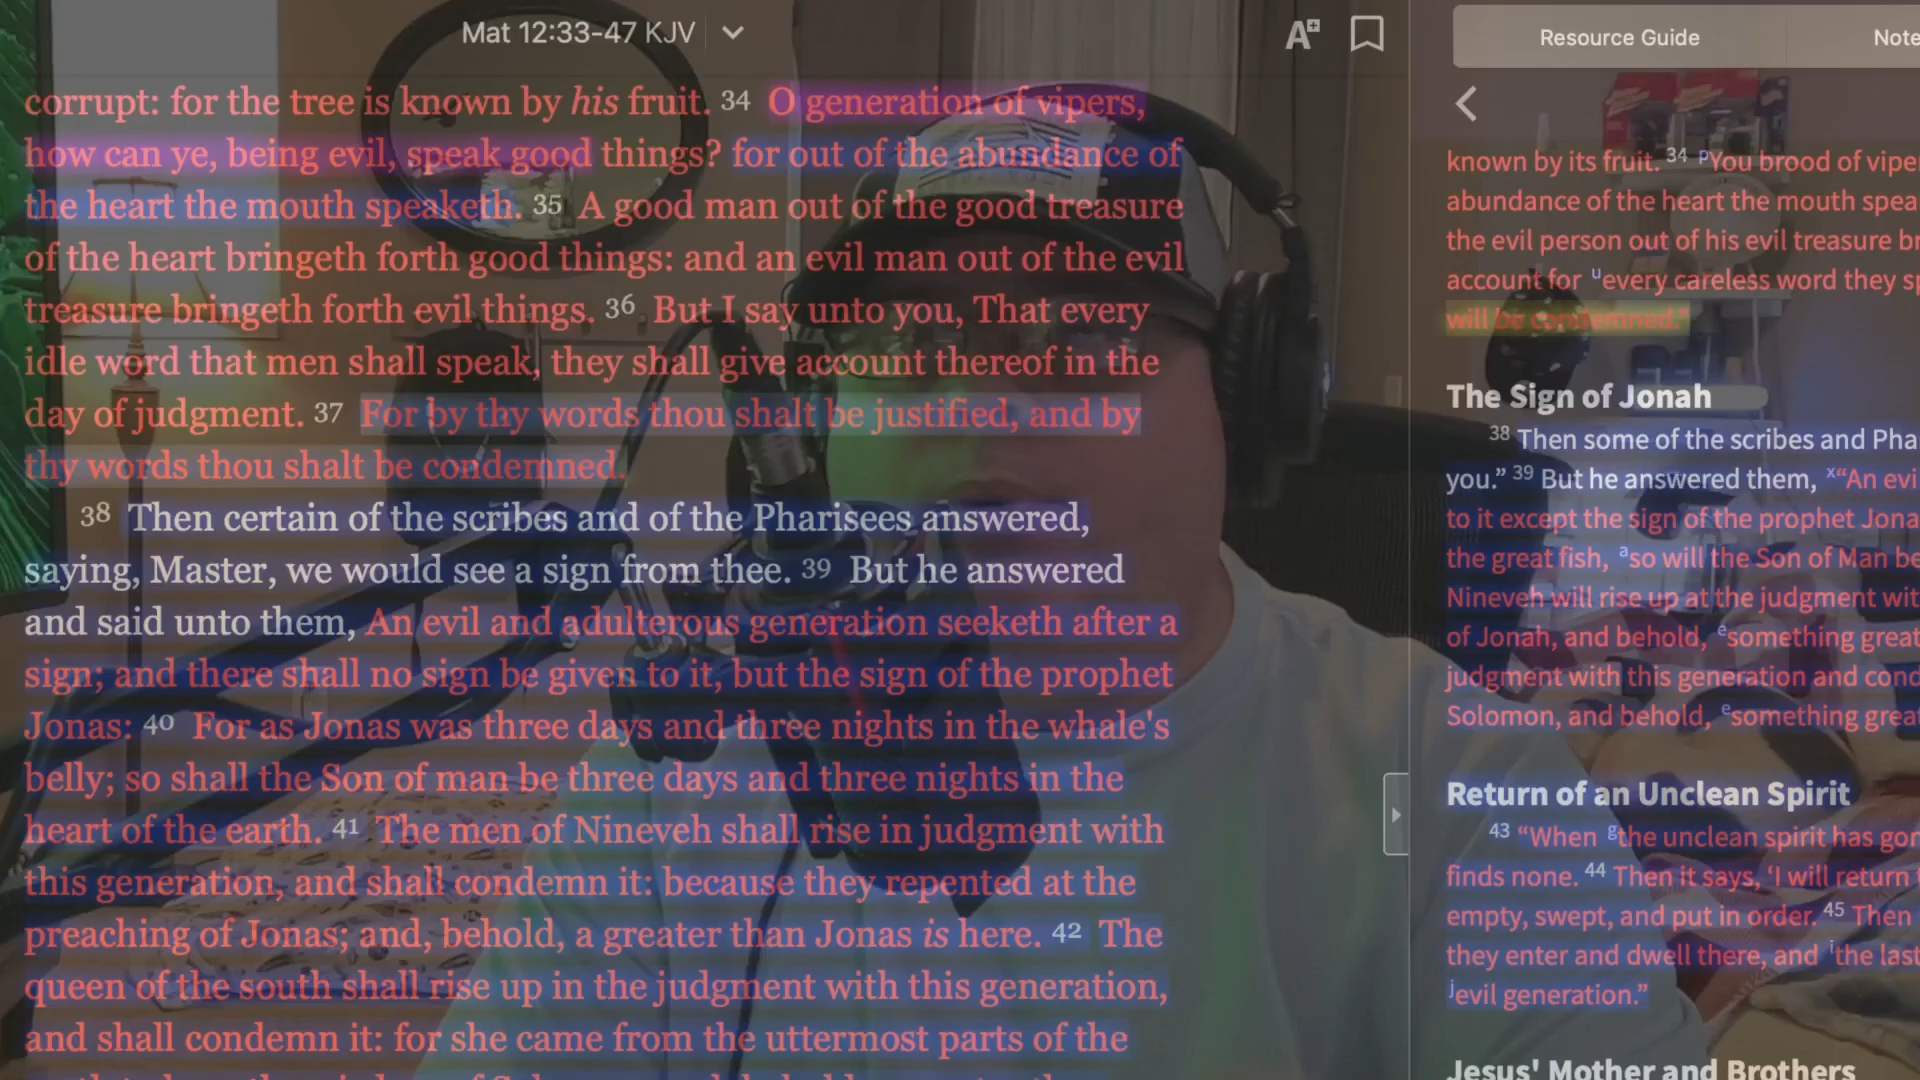 Mat 12:33-47 KJV
corrupt: for the tree is known by his fruit. 34 O generation of vipers,
how can ye, being evil, speak good things? for out of the abundance of
the heart the mouth speaketh. 35 A good man out of the good treasure
of the heart bringeth forth good things: and an evil man out of the evil
treasure bringeth forth evil things. 36 But I say unto you, That every
idle word that men shall speak, they shall give account thereof in the
day of judgment. 37 For by thy words thou shalt be justified, and by
thy words thou shalt be condemned.
38 Then certain of the scribes and of the Pharisees answered,
saying, Master, we would see a sign from thee. 39 But he answered
and said unto them, An evil and adulterous generation seeketh after a
sign; and there shall no sign be given to it, but the sign of the prophet
Jonas: 40 For as Jonas was three days and three nights in the whale's
belly; so shall the Son of man be three days and three nights in the
heart of the earth. 41 The men of Nineveh shall rise in judgment with
this generation, and shall condemn it: because they repented at the
preaching of Jonas; and, behold, a greater than Jonas is here. 42 The
queen of the south shall rise up in the judgment with this generation,
and shall condemn it: for she came from the uttermost parts of the
Resource Guide
Note
known by its fruit. 34 pYou brood of vipe
abundance of the heart the mouth spea
the evil person out of his evil treasure br
account for uevery careless word they sp
will be condemned.”
The Sign of Jonah
38 Then some of the scribes and Pha
you.” 39 But he answered them, x“An evi
to it except the sign of the prophet Jona
the great fish, aso will the Son of Man be
Nineveh will rise up at the judgment wit
of Jonah, and behold, esomething great
judgment with this generation and cond
Solomon, and behold, esomething great
Return of an Unclean Spirit
43 “When gthe unclean spirit has gon
finds none. 44 Then it says, ‘I will return
empty, swept, and put in order. 45 Then
they enter and dwell there, and ithe last
jevil generation.”
Jesus' Mother and Brothers